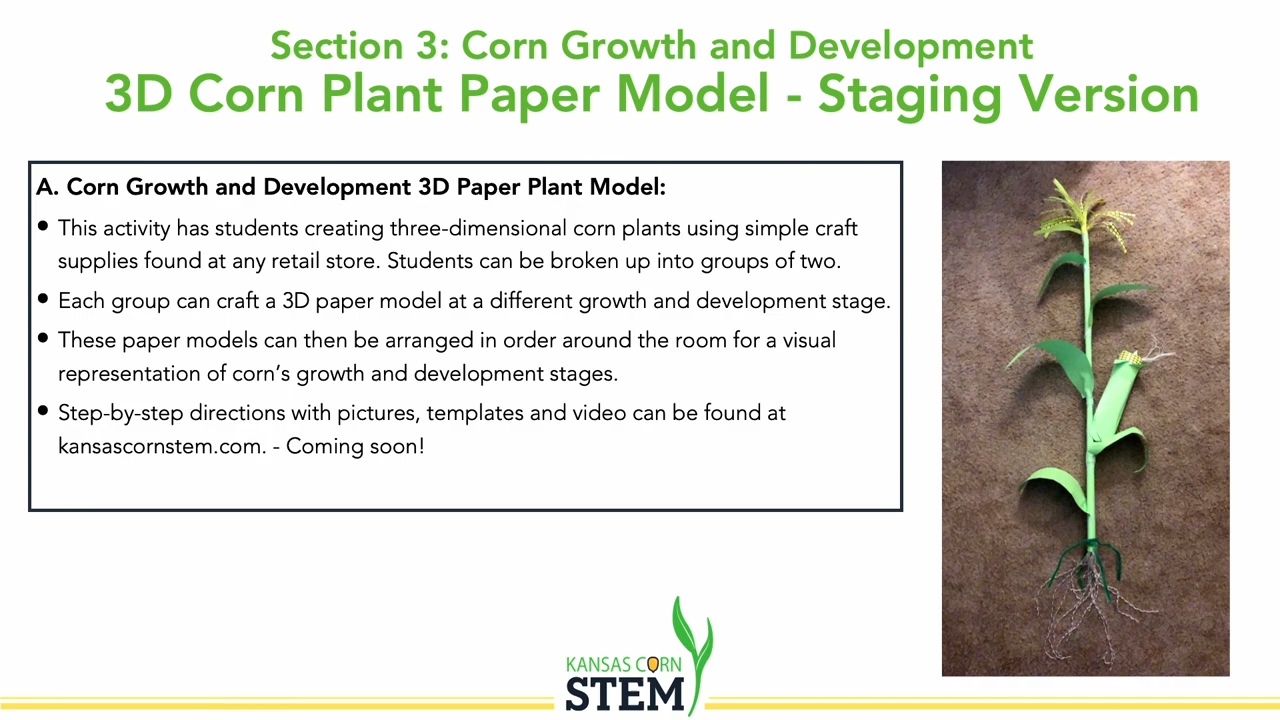 Section 3: Corn Growth and Development
3D Corn Plant Paper Model - Staging Version
A. Corn Growth and Development 3D Paper Plant Model:
• This activity has students creating three-dimensional corn plants using simple craft
supplies found at any retail store. Students can be broken up into groups of two.
• Each group can craft a 3D paper model at a different growth and development stage.
• These paper models can then be arranged in order around the room for a visual
representation of corn‘s growth and development stages.
• Step-by-step directions with pictures, templates and video can be found at
kansascornstem.com. - Coming soon!
KANSAS CORN
STEM